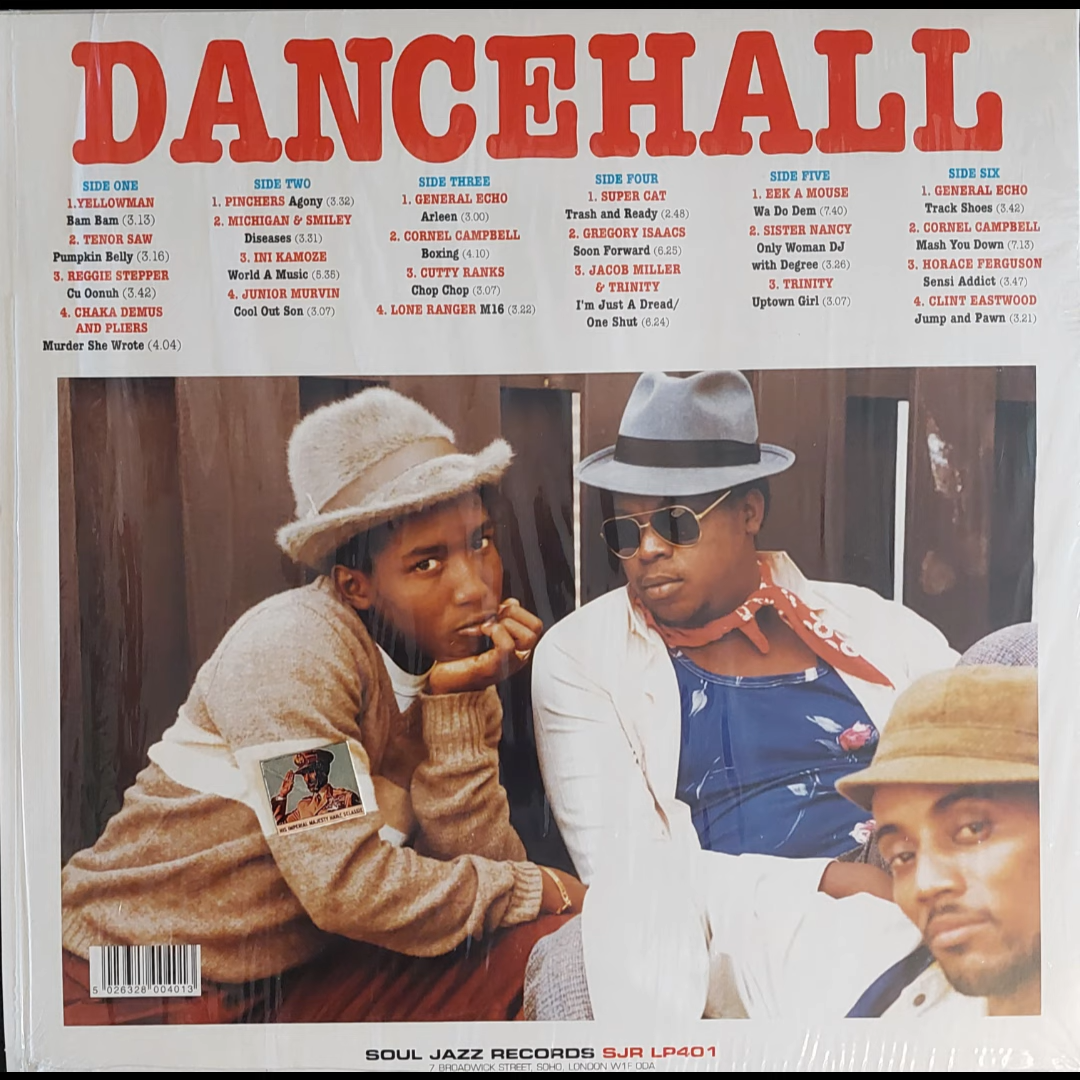 DANCEHALL
SIDE ONE
1.YELLOWMAN
Bam Bam (3.13)
2. TENOR SAW
Pumpkin Belly (3.16)
3. REGGIE STEPPER
Cu Oonuh (3.42)
4. CHAKA DEMUS
AND PLIERS
Murder She Wrote (4.04)
SIDE TWO
1. PINCHERS Agony (3.32)
2. MICHIGAN & SMILEY
Diseases (3.31)
3. INI KAMOZE
World A Music (5.35)
4. JUNIOR MURVIN
Cool Out Son (3.07)
SIDE THREE
1. GENERAL ECHO
Arleen (3.00)
2. CORNEL CAMPBELL
Boxing (4.10)
3. CUTTY RANKS
Chop Chop (3.07)
4. LONE RANGER M16 (3.22)
SIDE FOUR
1. SUPER CAT
Trash and Ready (2.48)
2. GREGORY ISAACS
Soon Forward (6.25)
3. JACOB MILLER
& TRINITY
I'm Just A Dread/
One Shut (6.24)
SIDE FIVE
1. EEK A MOUSE
Wa Do Dem (7.40)
2. SISTER NANCY
Only Woman DJ
with Degree (3.26)
3. TRINITY
Uptown Girl (3.07)
SIDE SIX
1. GENERAL ECHO
Track Shoes (3.42)
2. CORNEL CAMPBELL
Mash You Down (7.13)
3. HORACE FERGUSON
Sensi Addict (3.47)
4. CLINT EASTWOOD
Jump and Pawn (3.21)
HIS IMPERIAL MAJESTY HAILE SELASSIE
5 026328 004013
SOUL JAZZ RECORDS SJR LP401
7 BROADWICK STREET, SOHO, LONDON W1F 0DA